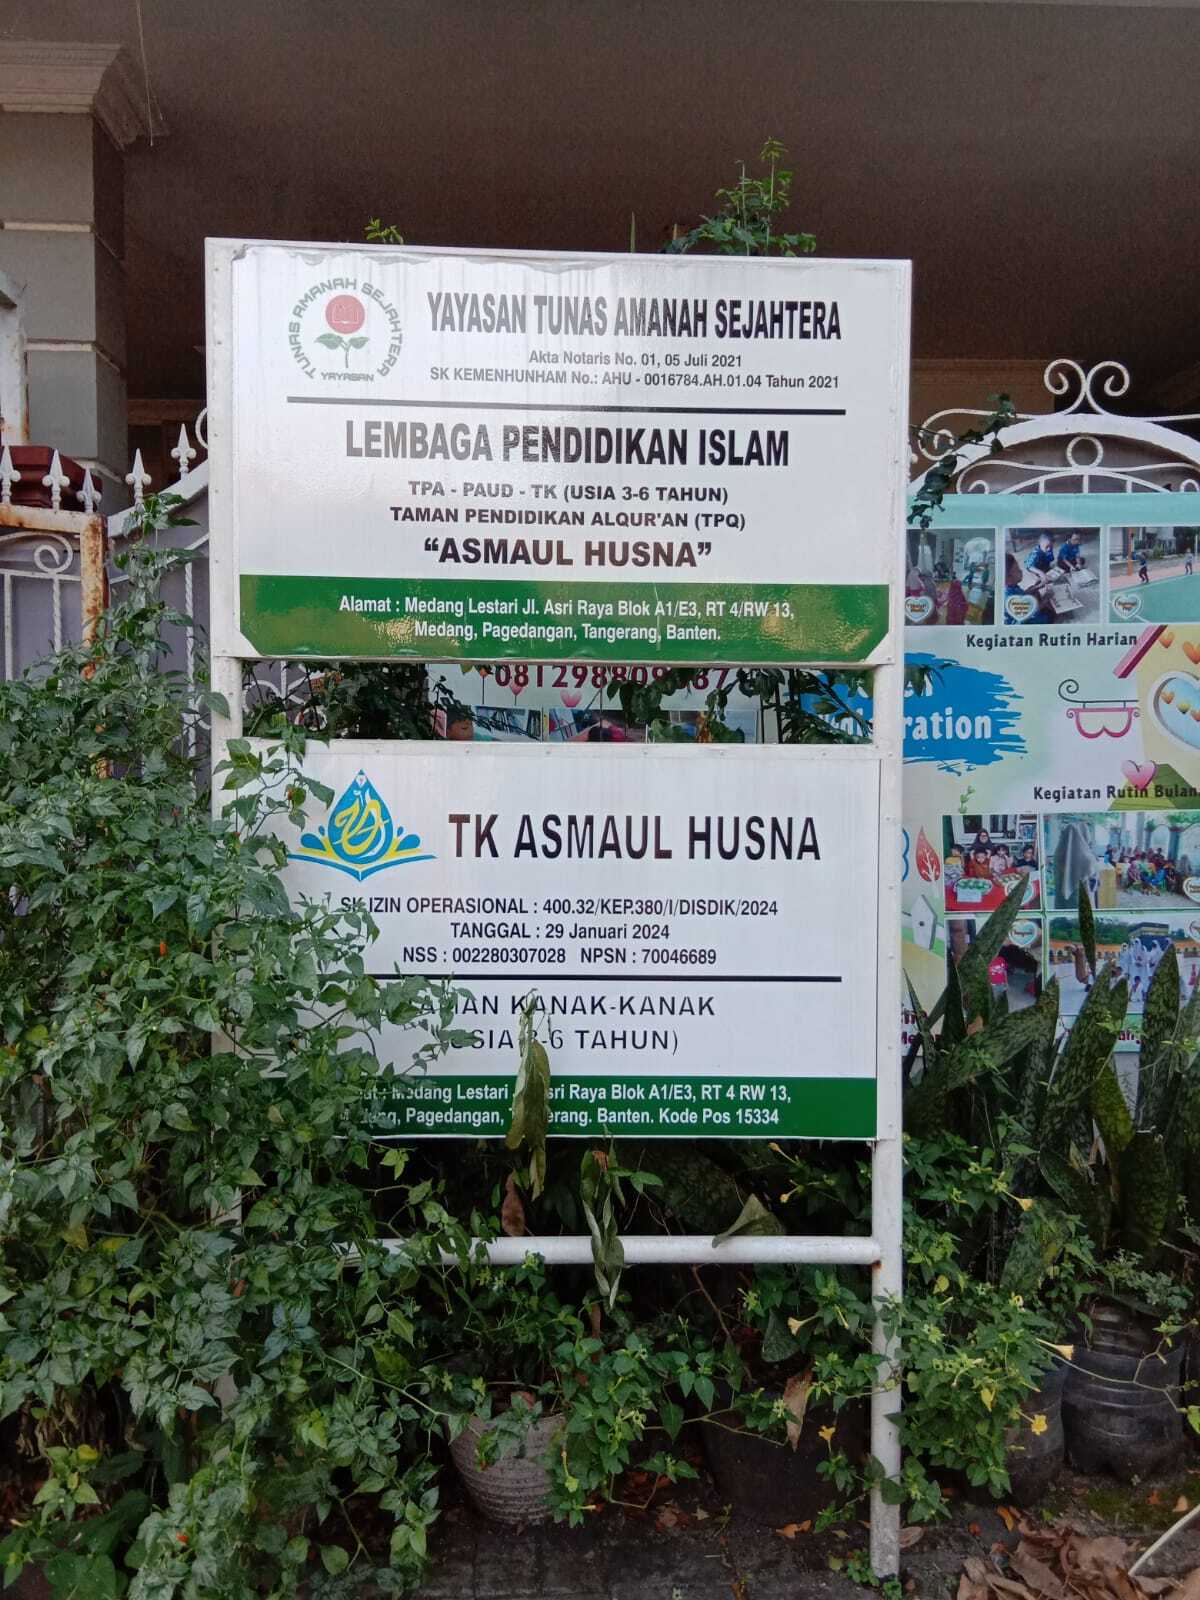 TUNAS AMANAH SEJAHTERA
YAYASAN
YAYASAN TUNAS AMANAH SEJAHTERA
Akta Notaris No. 01, 05 Juli 2021
SK KEMENHUNHAM No.: AHU - 0016784.AH.01.04 Tahun 2021
LEMBAGA PENDIDIKAN ISLAM
TPA - PAUD - TK (USIA 3-6 TAHUN)
TAMAN PENDIDIKAN ALQUR'AN (TPQ)
“ASMAUL HUSNA”
Alamat : Medang Lestari Jl. Asri Raya Blok A1/E3, RT 4/RW 13,
Medang, Pagedangan, Tangerang, Banten.
TK ASMAUL HUSNA
SK IZIN OPERASIONAL : 400.32/KEP.380/I/DISDIK/2024
TANGGAL : 29 Januari 2024
NSS : 002280307028 NPSN : 70046689
KANAK-KANAK
TAHUN)
Medang Lestari Raya Blok A1/E3, RT 4 RW 13,
Pagedangan, Banten. Kode Pos 15334
Kegiatan Rutin Harian
Kegiatan Rutin